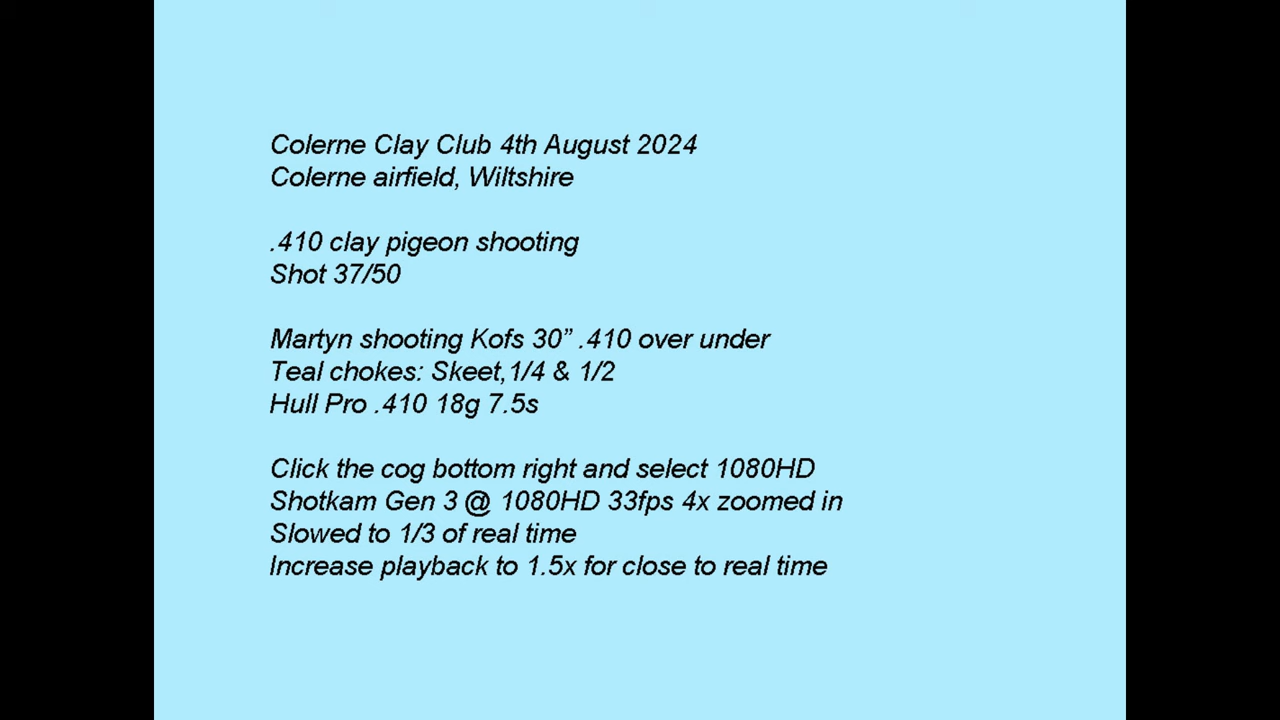 Colerne Clay Club 4th August 2024
Colerne airfield, Wiltshire
.410 clay pigeon shooting
Shot 37/50
Martyn shooting Kofs 30” .410 over under
Teal chokes: Skeet,1/4 & 1/2
Hull Pro .410 18g 7.5s
Click the cog bottom right and select 1080HD
Shotkam Gen 3 @ 1080HD 33fps 4x zoomed in
Slowed to 1/3 of real time
Increase playback to 1.5x for close to real time